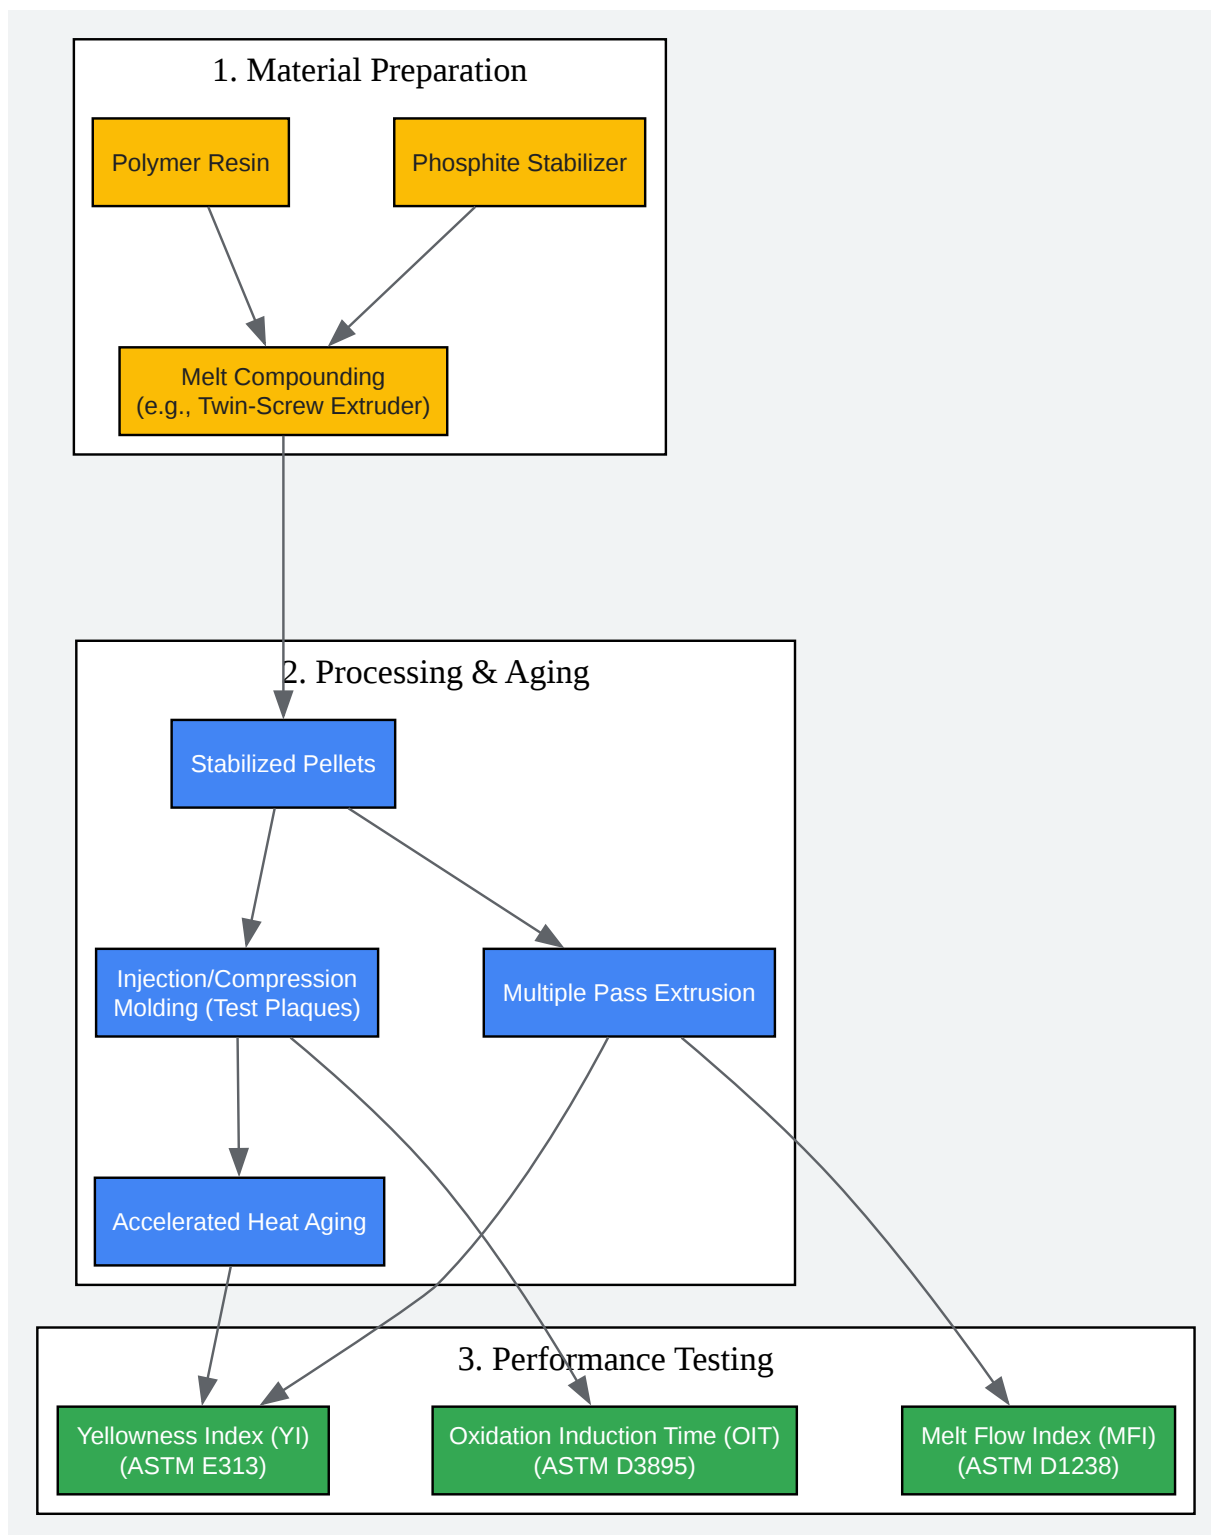 1. Material Preparation
Polymer Resin
Phosphite Stabilizer
Melt Compounding
(e.g., Twin-Screw Extruder)
2. Processing & Aging
Stabilized Pellets
Injection/Compression
Molding (Test Plaques)
Multiple Pass Extrusion
Accelerated Heat Aging
3. Performance Testing
Yellowness Index (YI)
(ASTM E313)
Oxidation Induction Time (OIT)
(ASTM D3895)
Melt Flow Index (MFI)
(ASTM D1238)